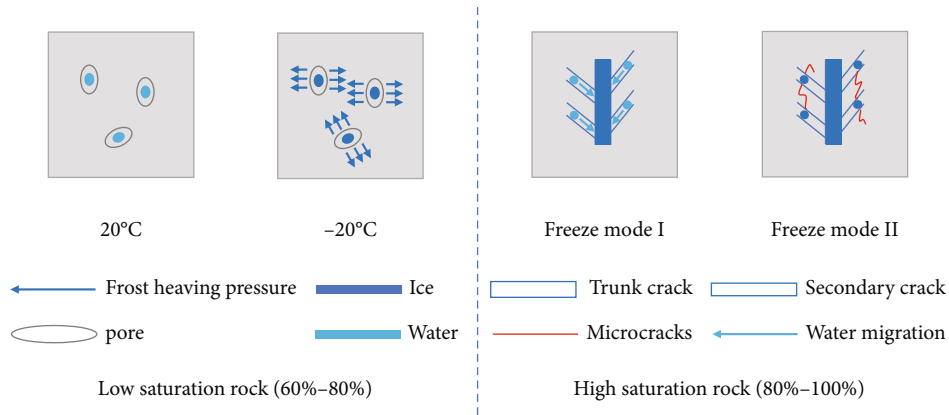 20°C
–20°C
Freeze mode I
Freeze mode II
Frost heaving pressure
Ice
Trunk crack
Secondary crack
pore
Water
Microcracks
Water migration
Low saturation rock (60%–80%)
High saturation rock (80%–100%)